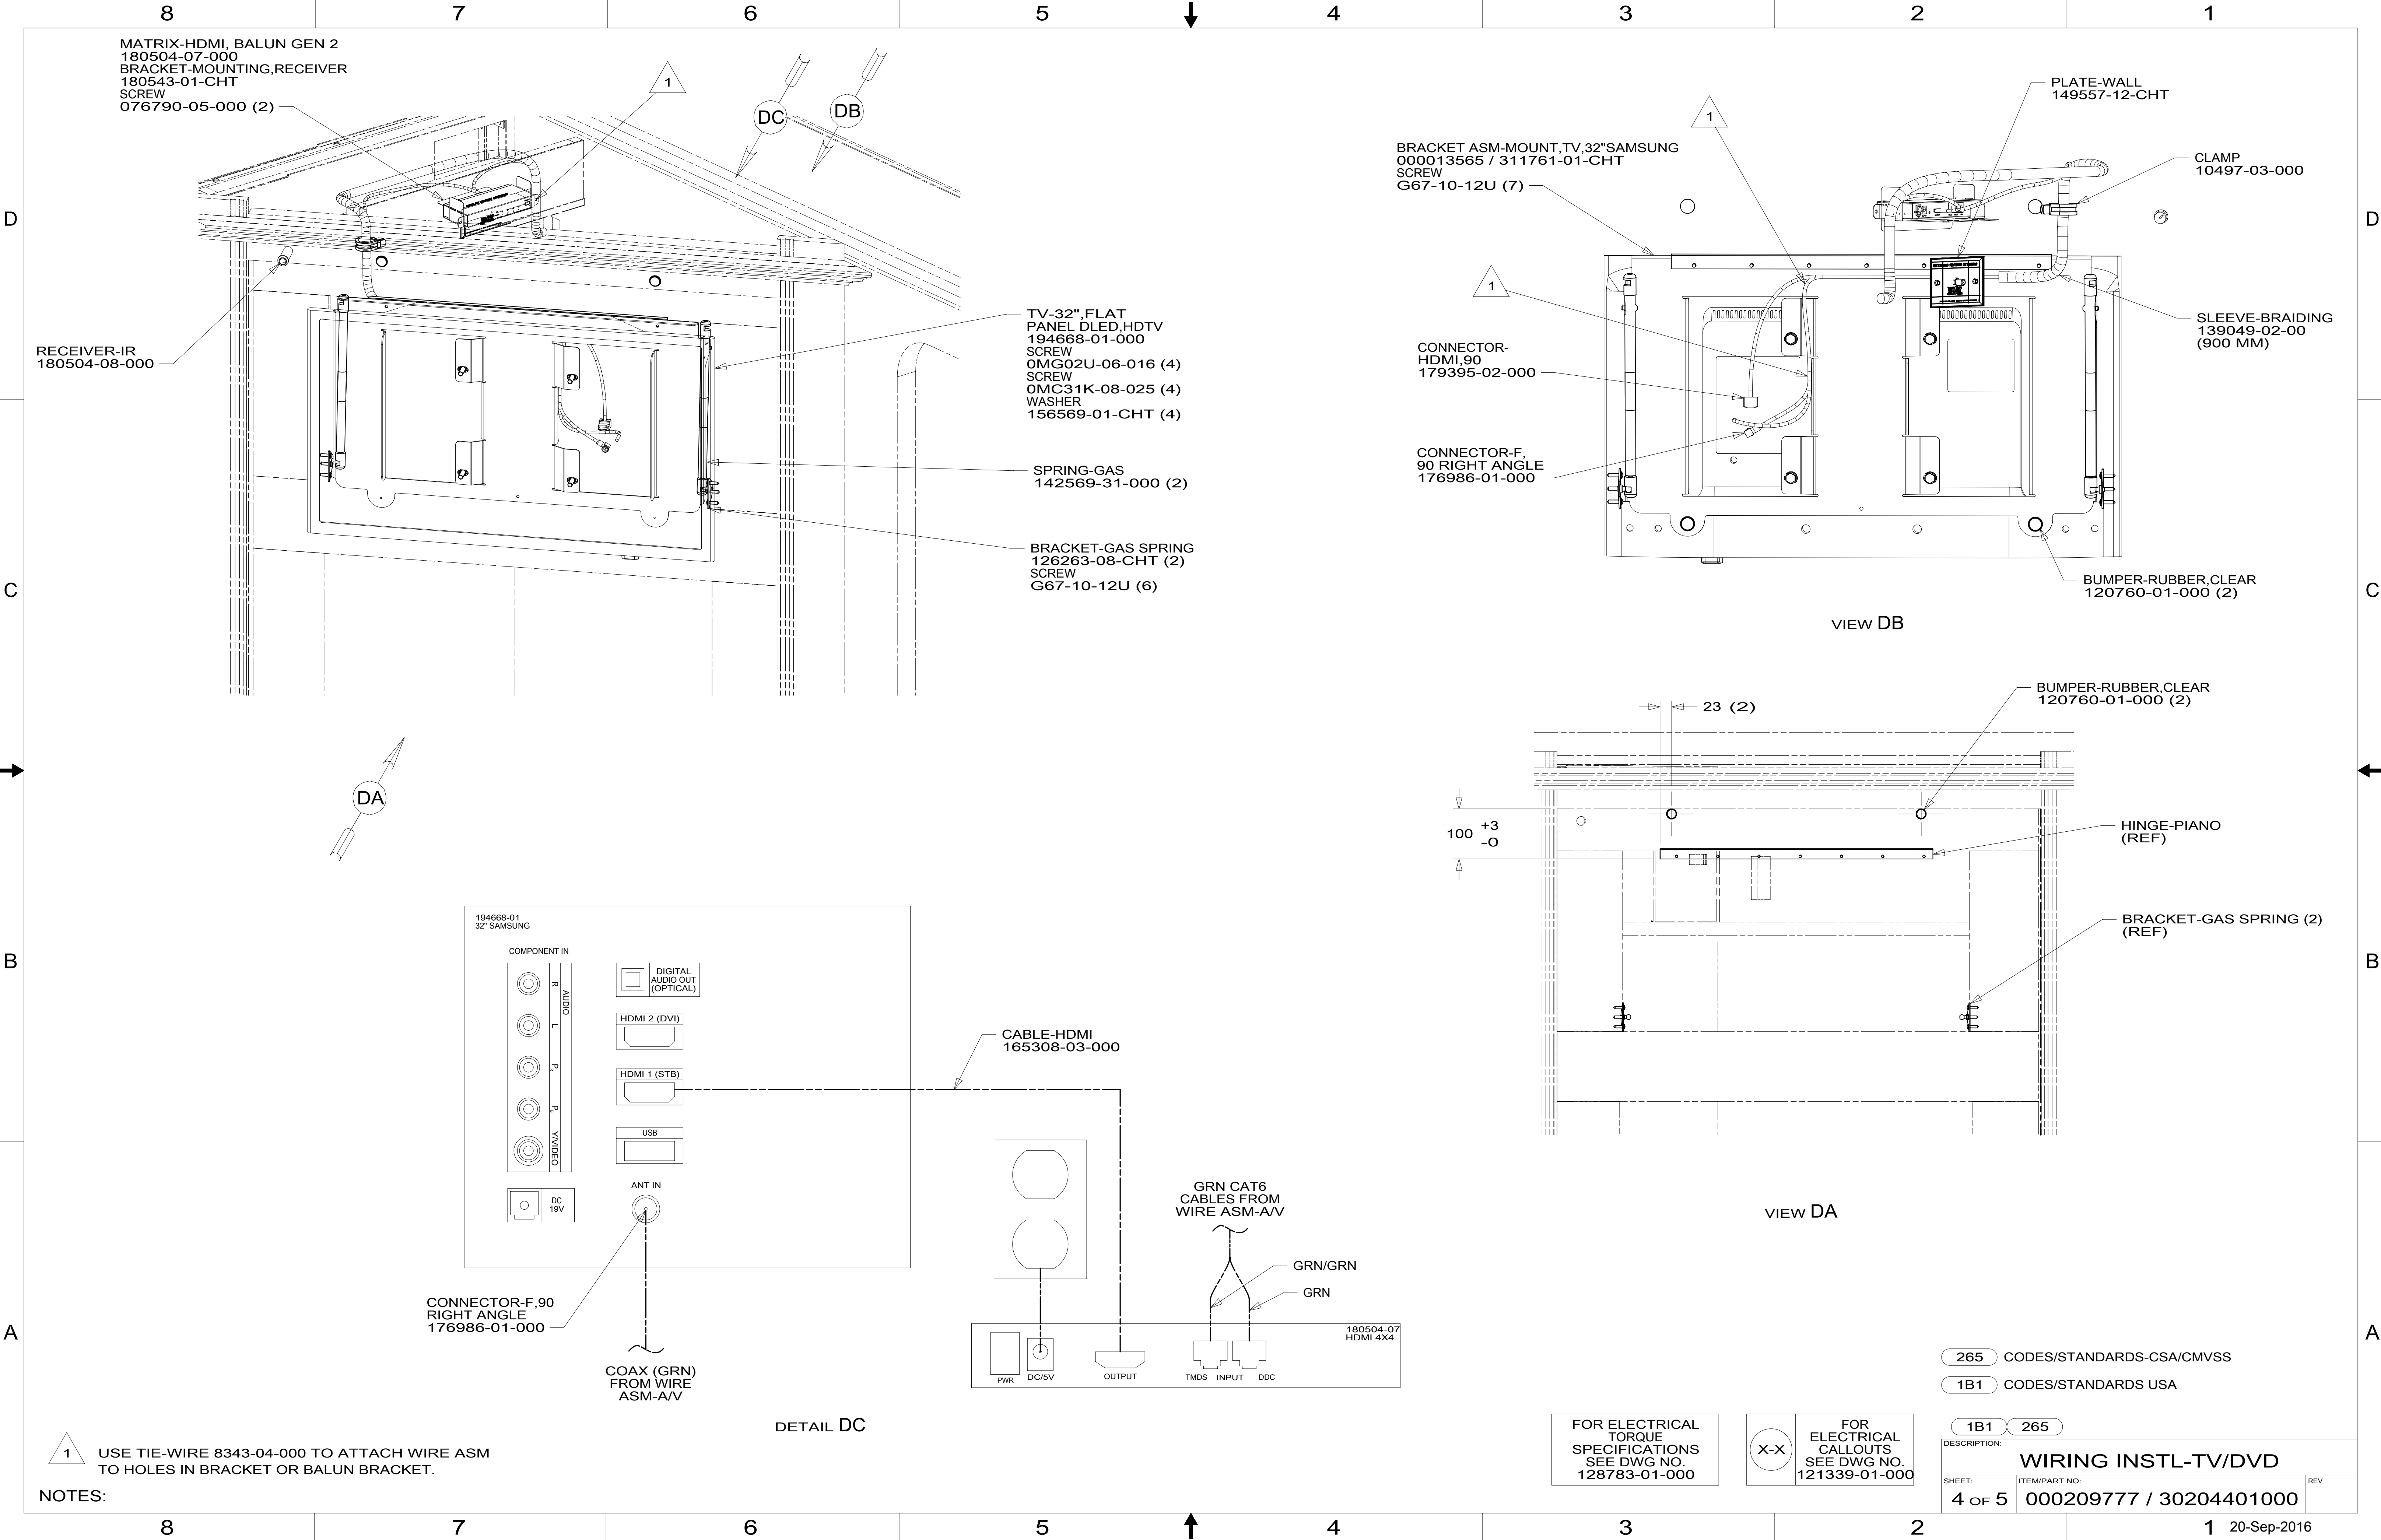 8 7 6 5 4 3 2 1
MATRIX-HDMI, BALUN GEN 2
180504-07-000
BRACKET-MOUNTING,RECEIVER
180543-01-CHT
SCREW
076790-05-000 (2)
1
DC
DB
RECEIVER-IR
180504-08-000
TV-32",FLAT
PANEL DLED,HDTV
194668-01-000
SCREW
0MG02U-06-016 (4)
SCREW
0MC31K-08-025 (4)
WASHER
156569-01-CHT (4)
SPRING-GAS
142569-31-000 (2)
BRACKET-GAS SPRING
126263-08-CHT (2)
SCREW
G67-10-12U (6)
DA
PLATE-WALL
149557-12-CHT
1
BRACKET ASM-MOUNT,TV,32"SAMSUNG
000013565 / 311761-01-CHT
SCREW
G67-10-12U (7)
CLAMP
10497-03-000
1
SLEEVE-BRAIDING
139049-02-00
(900 MM)
CONNECTOR-
HDMI,90
179395-02-000
CONNECTOR-F,
90 RIGHT ANGLE
176986-01-000
BUMPER-RUBBER,CLEAR
120760-01-000 (2)
VIEW DB
BUMPER-RUBBER,CLEAR
120760-01-000 (2)
23 (2)
100 +3
-0
HINGE-PIANO
(REF)
BRACKET-GAS SPRING (2)
(REF)
VIEW DA
194668-01
32" SAMSUNG
COMPONENT IN
AUDIO
R
L
P
P
Y/VIDEO
DIGITAL
AUDIO OUT
(OPTICAL)
HDMI 2 (DVI)
HDMI 1 (STB)
USB
ANT IN
DC
19V
CABLE-HDMI
165308-03-000
CONNECTOR-F,90
RIGHT ANGLE
176986-01-000
COAX (GRN)
FROM WIRE
ASM-A/V
GRN CAT6
CABLES FROM
WIRE ASM-A/V
GRN/GRN
GRN
180504-07
HDMI 4X4
PWR DC/5V OUTPUT TMDS INPUT DDC
DETAIL DC
1 USE TIE-WIRE 8343-04-000 TO ATTACH WIRE ASM
TO HOLES IN BRACKET OR BALUN BRACKET.
NOTES:
265 CODES/STANDARDS-CSA/CMVSS
1B1 CODES/STANDARDS USA
FOR ELECTRICAL
TORQUE
SPECIFICATIONS
SEE DWG NO.
128783-01-000
X-X
FOR
ELECTRICAL
CALLOUTS
SEE DWG NO.
121339-01-000
1B1 265
DESCRIPTION:
WIRING INSTL-TV/DVD
SHEET:
4 OF 5
ITEM/PART NO:
000209777 / 30204401000
REV
D D
C C
B B
A A
8 7 6 5 4 3 2 1
20-Sep-2016